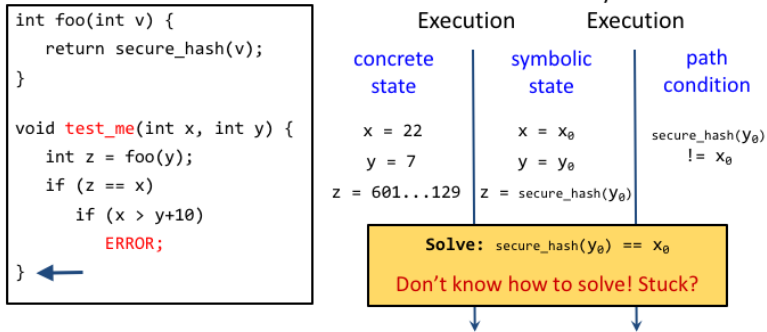 Execution Execution
int foo(int v) {
return secure_hash(v);
}
void test_me(int x, int y) {
int z = foo(y);
if (z == x)
if (x > y+10)
ERROR;
}
concrete
state
x = 22
y = 7
z = 601...129
symbolic
state
x = x₀
y = y₀
z = secure_hash(y₀)
path
condition
secure_hash(y₀)
!= x₀
Solve: secure_hash(y₀) == x₀
Don't know how to solve! Stuck?